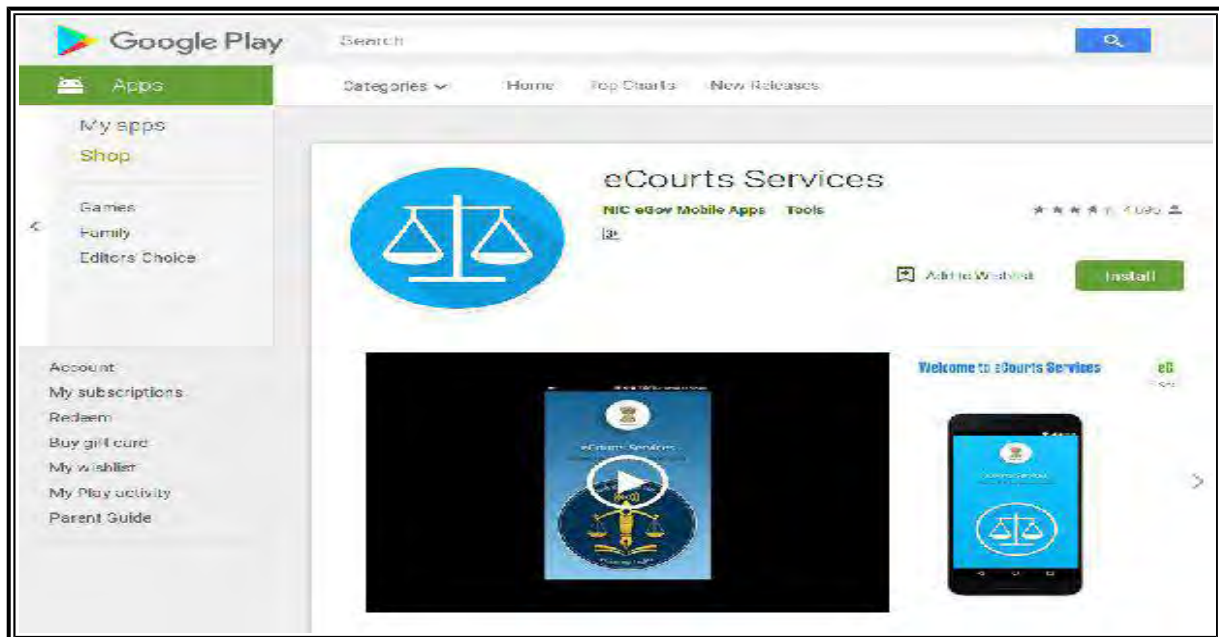 Google Play
Search
Apps
Categories
Home
Top Charts
New Releases
My apps
Shop
Games
Family
Editors' Choice
Account
My subscriptions
Redeem
Buy gift card
My wishlist
My Play activity
Parent Guide
eCourts Services
NIC eGov Mobile Apps Tools
3+
Add to Wishlist
Install
eCourts Services
Welcome to eCourts Services